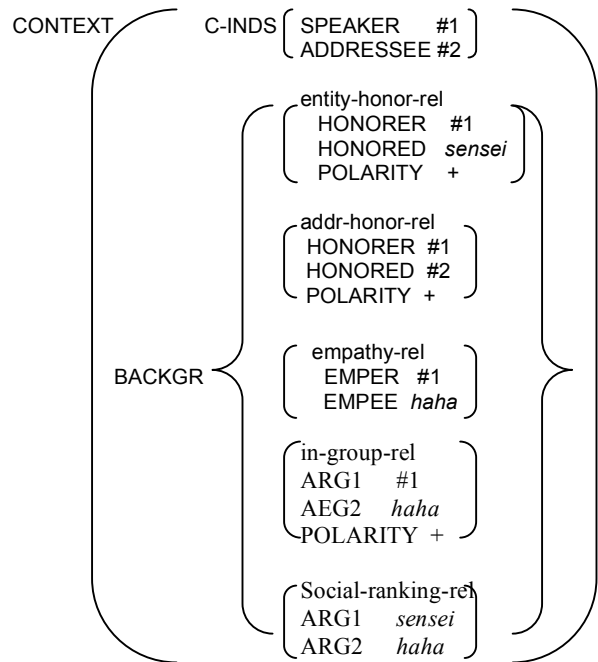 CONTEXT C-INDS SPEAKER #1
ADDRESSEE #2
entity-honor-rel
HONORER #1
HONORED sensei
POLARITY +
addr-honor-rel
HONORER #1
HONORED #2
POLARITY +
empathy-rel
BACKGR EMPER #1
EMPEE haha
in-group-rel
ARG1 #1
AEG2 haha
POLARITY +
Social-ranking-rel
ARG1 sensei
ARG2 haha